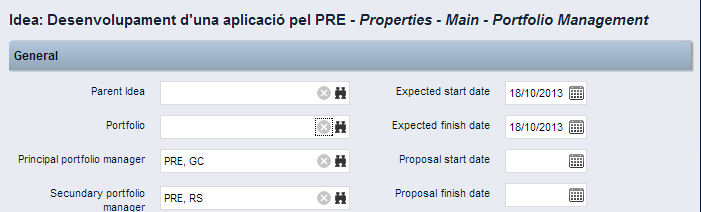 Idea: Desenvolupament d'una aplicació pel PRE - Properties - Main - Portfolio Management
General
Parent Idea Expected start date 18/10/2013
Portfolio Expected finish date 18/10/2013
Principal portfolio manager PRE, GC Proposal start date
Secundary portfolio PRE, RS Proposal finish date
manager